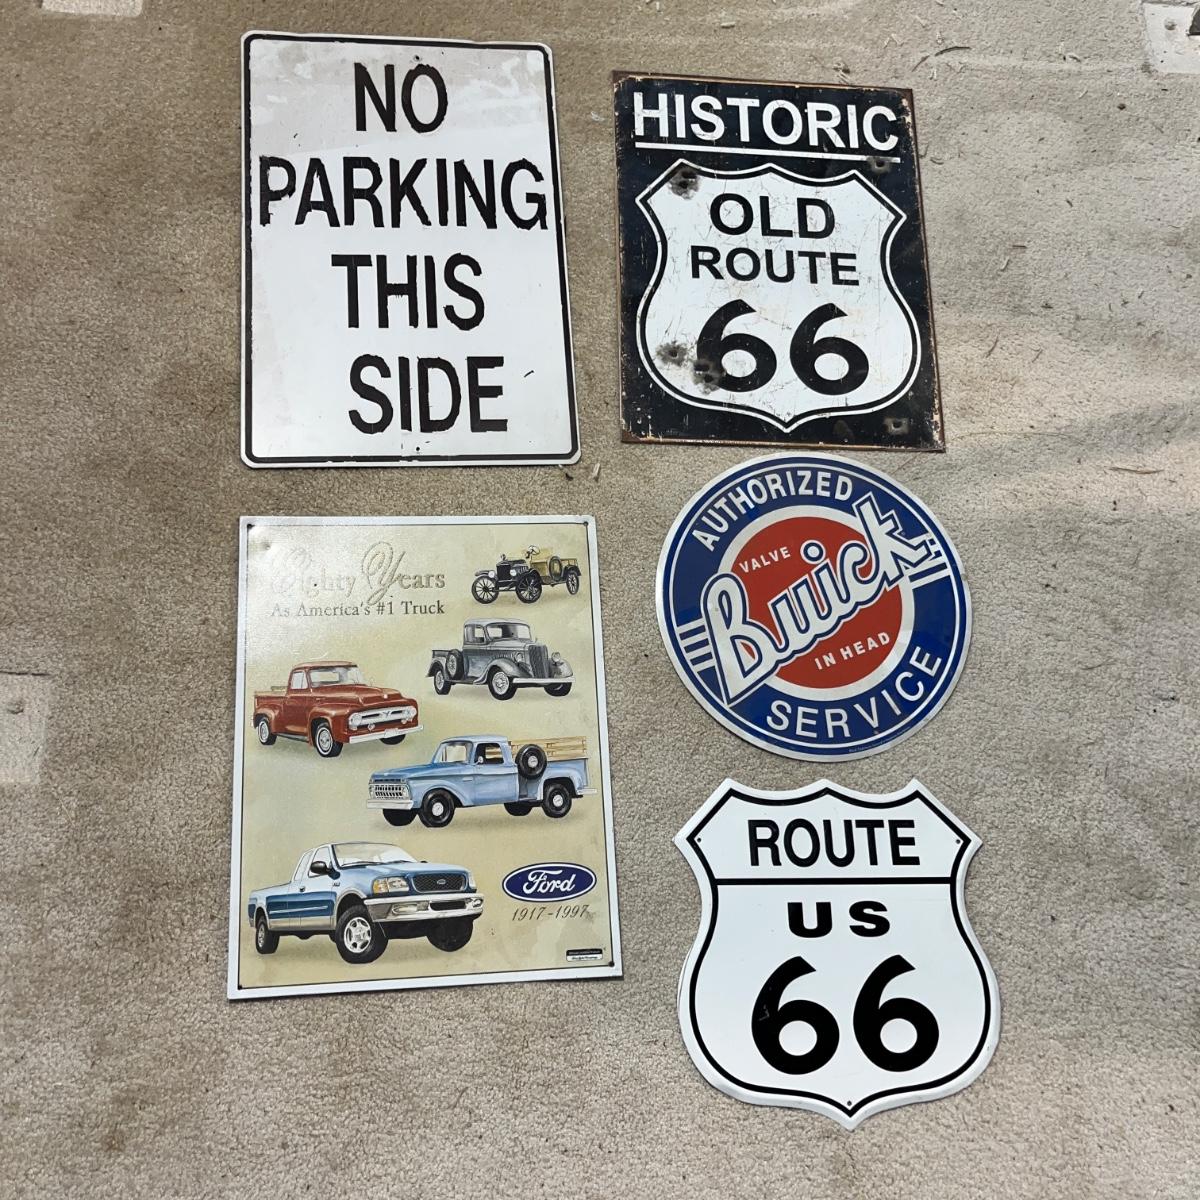 NO
PARKING
THIS
SIDE
HISTORIC
OLD
ROUTE
66
Eighty Years
As America's #1 Truck
Ford
1917-1997
AUTHORIZED
VALVE
Buick
IN HEAD
SERVICE
ROUTE
US
66